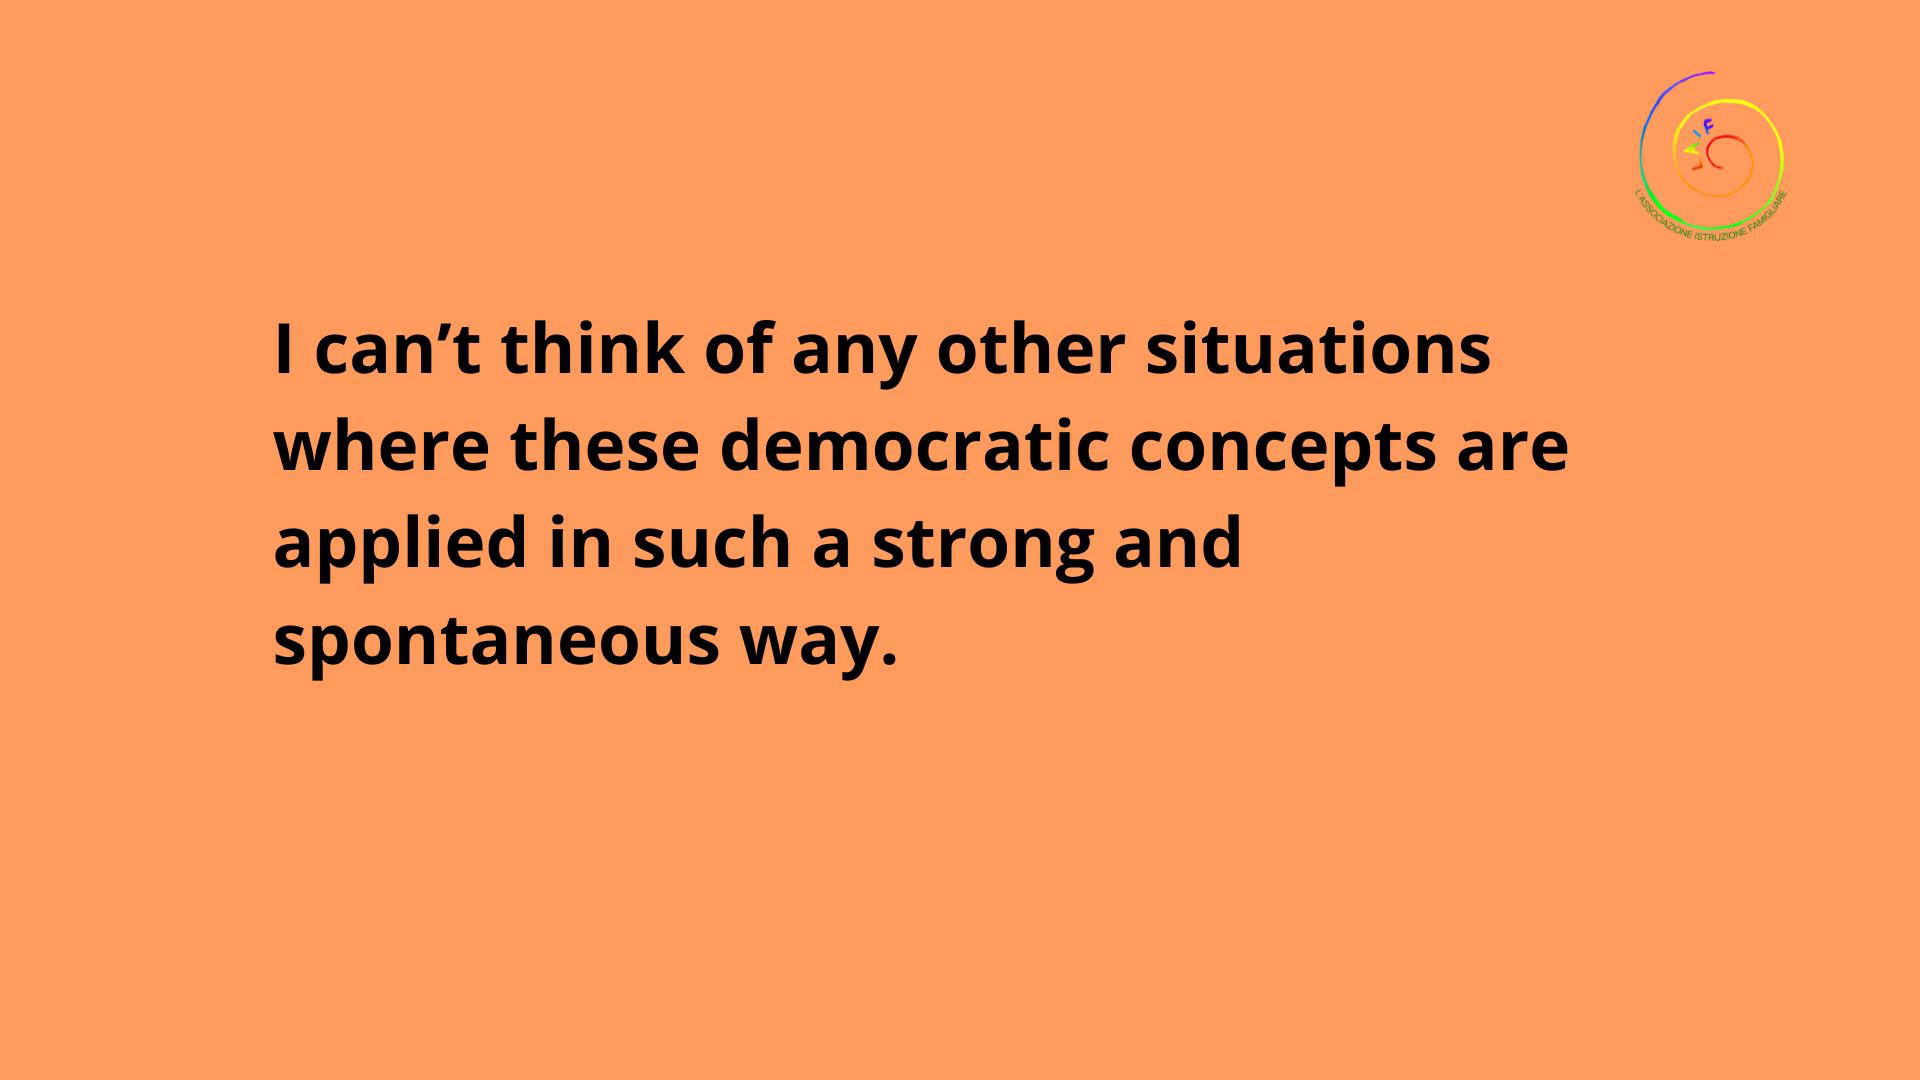 LAIF
L'ASSOCIAZIONE ISTRUZIONE FAMIGLIARE
I can’t think of any other situations
where these democratic concepts are
applied in such a strong and
spontaneous way.